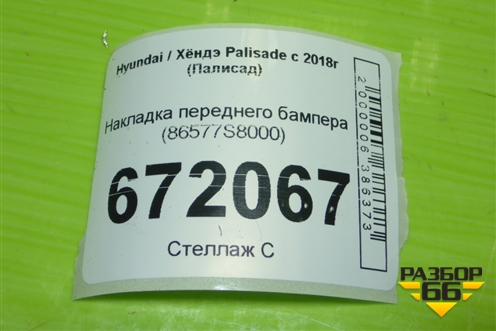 Hyundai / Хёндэ Palisade с 2018г
(Палисад)
Накладка переднего бампера
(86577S8000)
672067
Стеллаж С
2000006386373
РАЗБОР
66